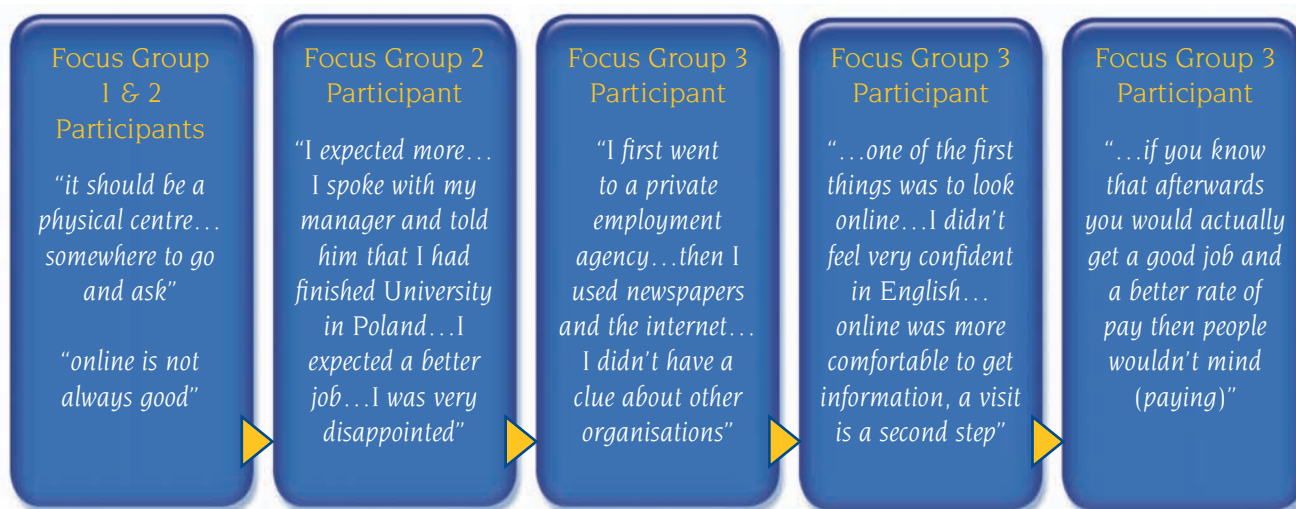 Focus Group
1 & 2
Participants
“it should be a
physical centre…
somewhere to go
and ask”
“online is not
always good”
Focus Group 2
Participant
“I expected more…
I spoke with my
manager and told
him that I had
finished University
in Poland…I
expected a better
job…I was very
disappointed”
Focus Group 3
Participant
“I first went
to a private
employment
agency…then I
used newspapers
and the internet…
I didn’t have a
clue about other
organisations”
Focus Group 3
Participant
“…one of the first
things was to look
online…I didn’t
feel very confident
in English…
online was more
comfortable to get
information, a visit
is a second step”
Focus Group 3
Participant
“…if you know
that afterwards
you would actually
get a good job and
a better rate of
pay then people
wouldn’t mind
(paying)”